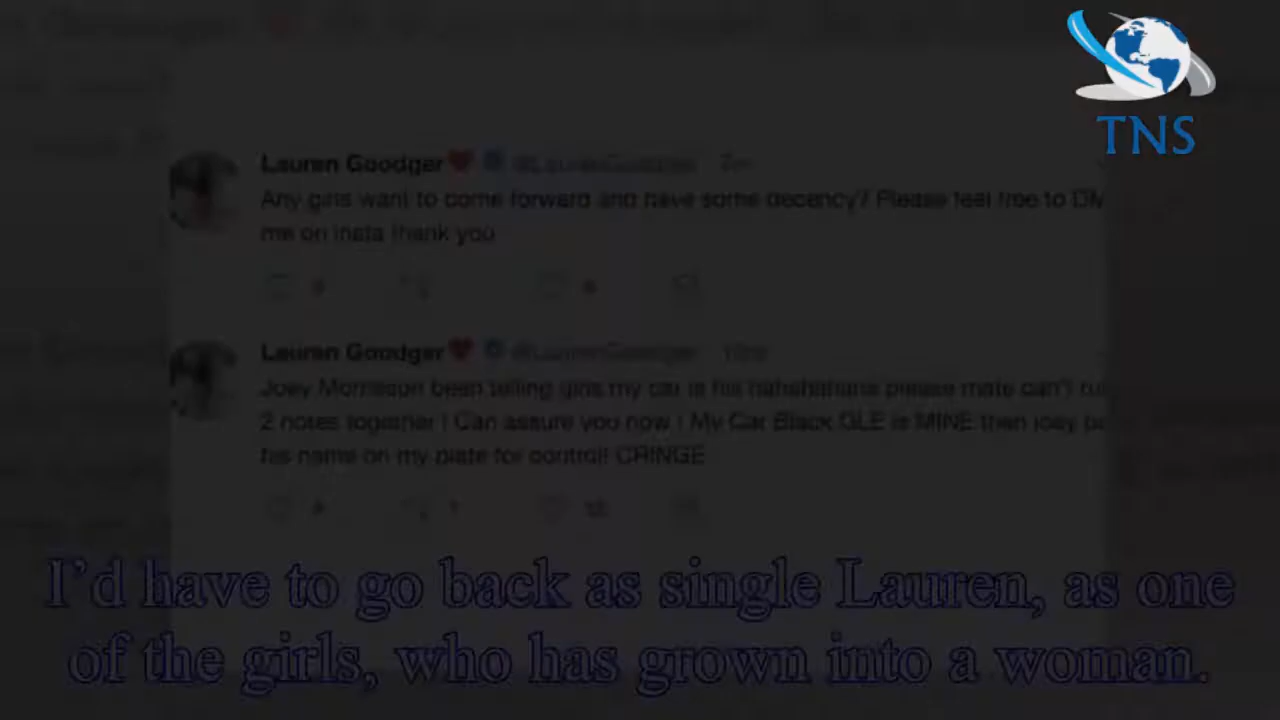 TNS
Lauren Goodger
Any girls want to come forward and have some decency? Please feel free to DM
me on insta thank you
Lauren Goodger
Joey Morrisson been telling girls my car is his hahahahaha please mate can't
2 notes together ! Can assure you now ! My Car Black GLE is MINE then joey
his name on my plate for control! CRINGE
I'd have to go back as single Lauren, as one
of the girls, who has grown into a woman.